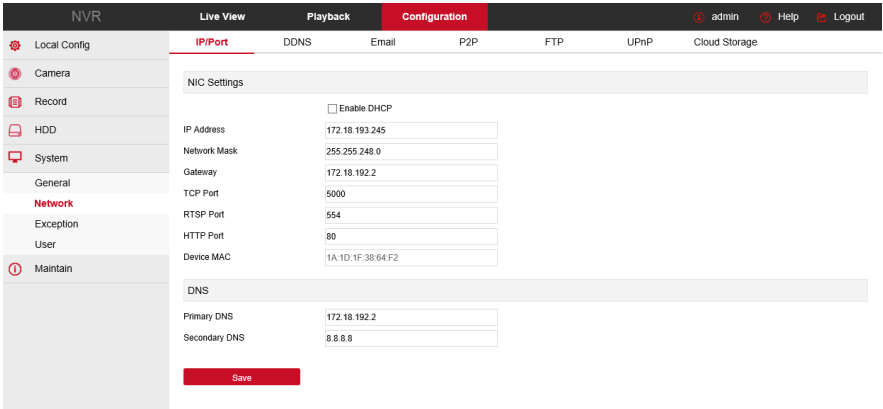 NVR Live View Playback Configuration admin Help Logout
Local Config IP/Port DDNS Email P2P FTP UPnP Cloud Storage
Camera
NIC Settings
Record
Enable DHCP
HDD
IP Address 172.18.193.245
Network Mask 255.255.248.0
System
Gateway 172.18.192.2
General
TCP Port 5000
Network
RTSP Port 554
Exception
HTTP Port 80
User
Device MAC 1A:1D:1F:38:64:F2
Maintain
DNS
Primary DNS 172.18.192.2
Secondary DNS 8.8.8.8
Save